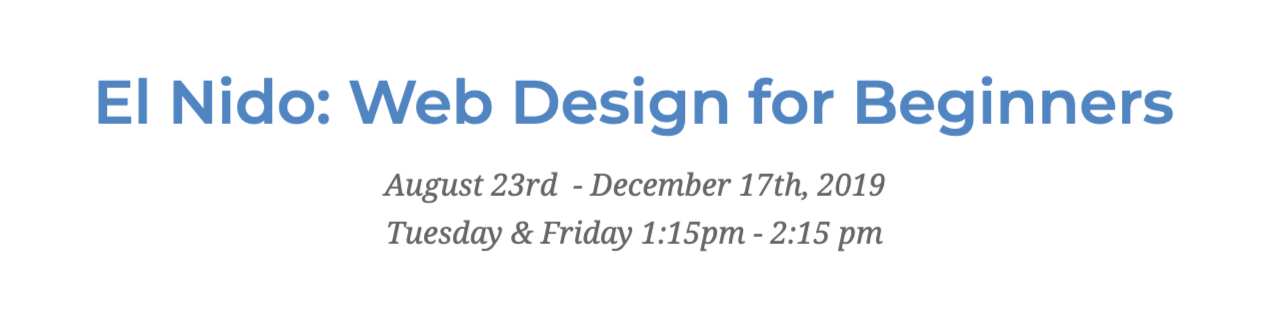 El Nido: Web Design for Beginners
August 23rd  - December 17th, 2019
Tuesday & Friday 1:15pm - 2:15 pm